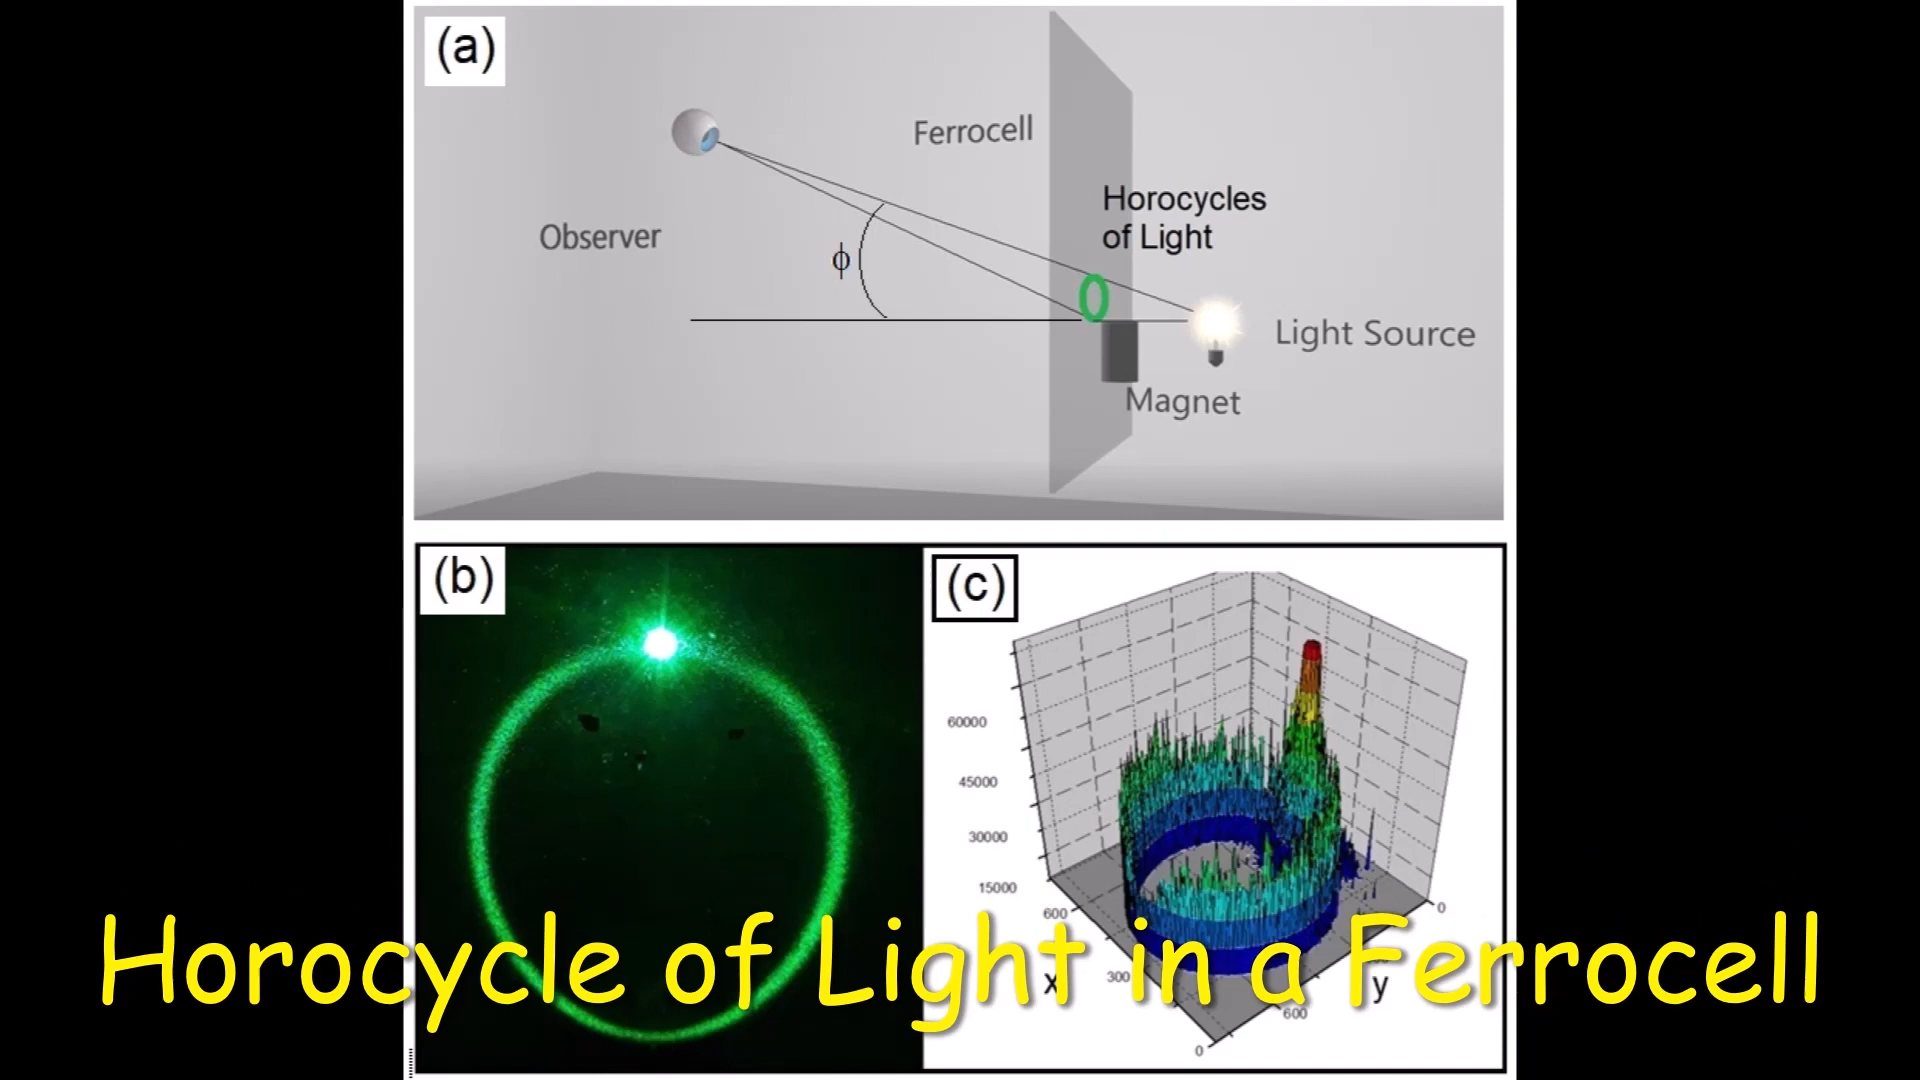 (a)
Ferrocell
Horocycles
of Light
Observer
ϕ
Light Source
Magnet
(b)
(c)
60000
45000
30000
15000
600
300
0
x
y
600
0
Horocycle of Light in a Ferrocell